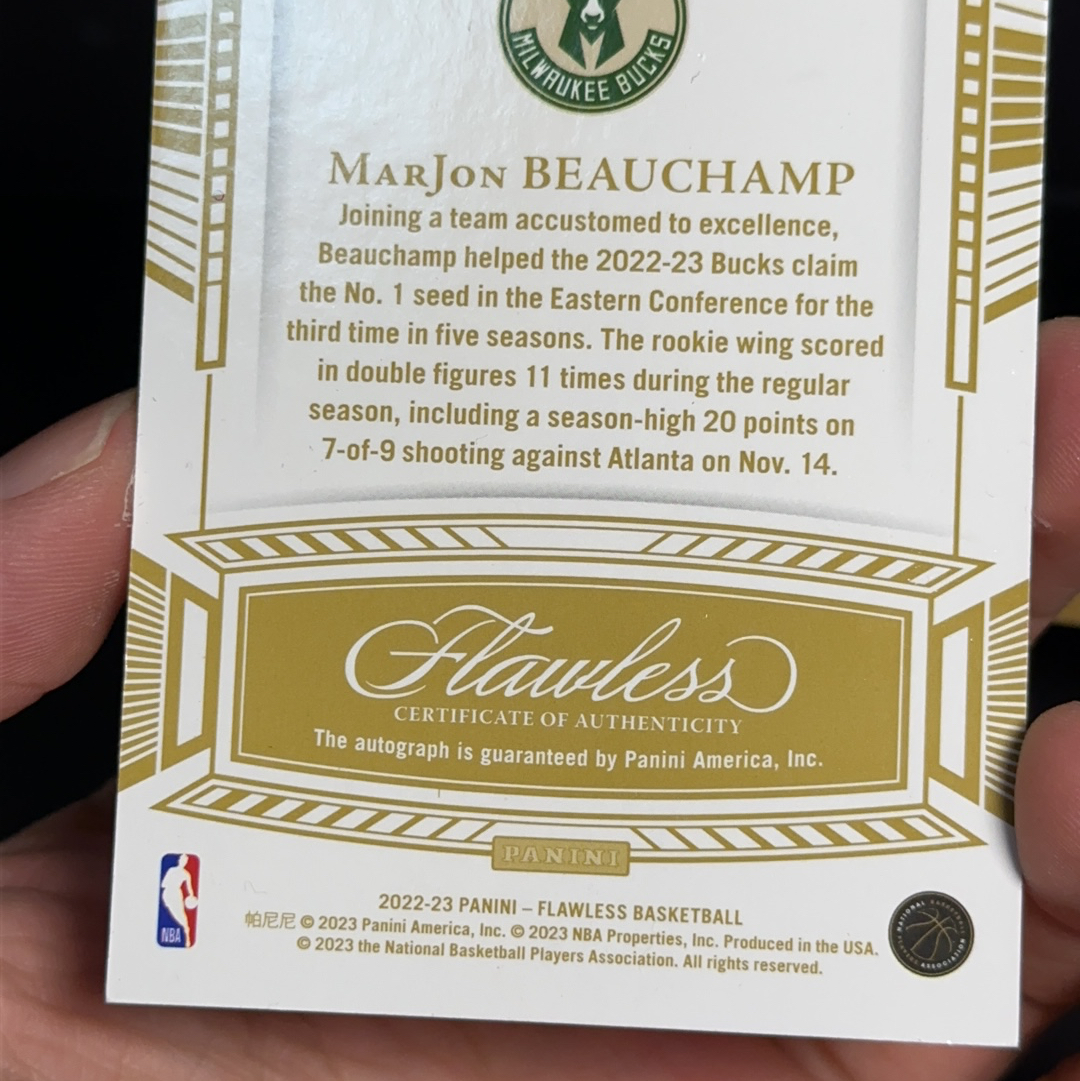 MILWAUKEE BUCKS
MARJON BEAUCHAMP
Joining a team accustomed to excellence,
Beauchamp helped the 2022-23 Bucks claim
the No. 1 seed in the Eastern Conference for the
third time in five seasons. The rookie wing scored
in double figures 11 times during the regular
season, including a season-high 20 points on
7-of-9 shooting against Atlanta on Nov. 14.
Flawless
CERTIFICATE OF AUTHENTICITY
The autograph is guaranteed by Panini America, Inc.
PANINI
NBA
2022-23 PANINI – FLAWLESS BASKETBALL
帕尼尼 © 2023 Panini America, Inc. © 2023 NBA Properties, Inc. Produced in the USA.
© 2023 the National Basketball Players Association. All rights reserved.
NATIONAL BASKETBALL
PLAYERS ASSOCIATION